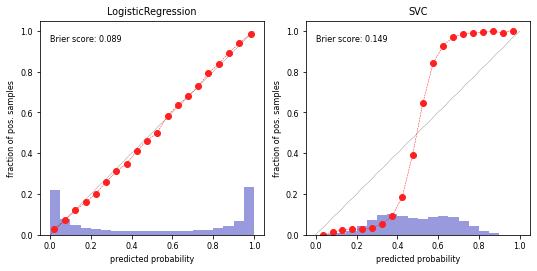 LogisticRegression
Brier score: 0.089
fraction of pos. samples
1.0
0.8
0.6
0.4
0.2
0.0
0.0 0.2 0.4 0.6 0.8 1.0
predicted probability
SVC
Brier score: 0.149
fraction of pos. samples
1.0
0.8
0.6
0.4
0.2
0.0
0.0 0.2 0.4 0.6 0.8 1.0
predicted probability